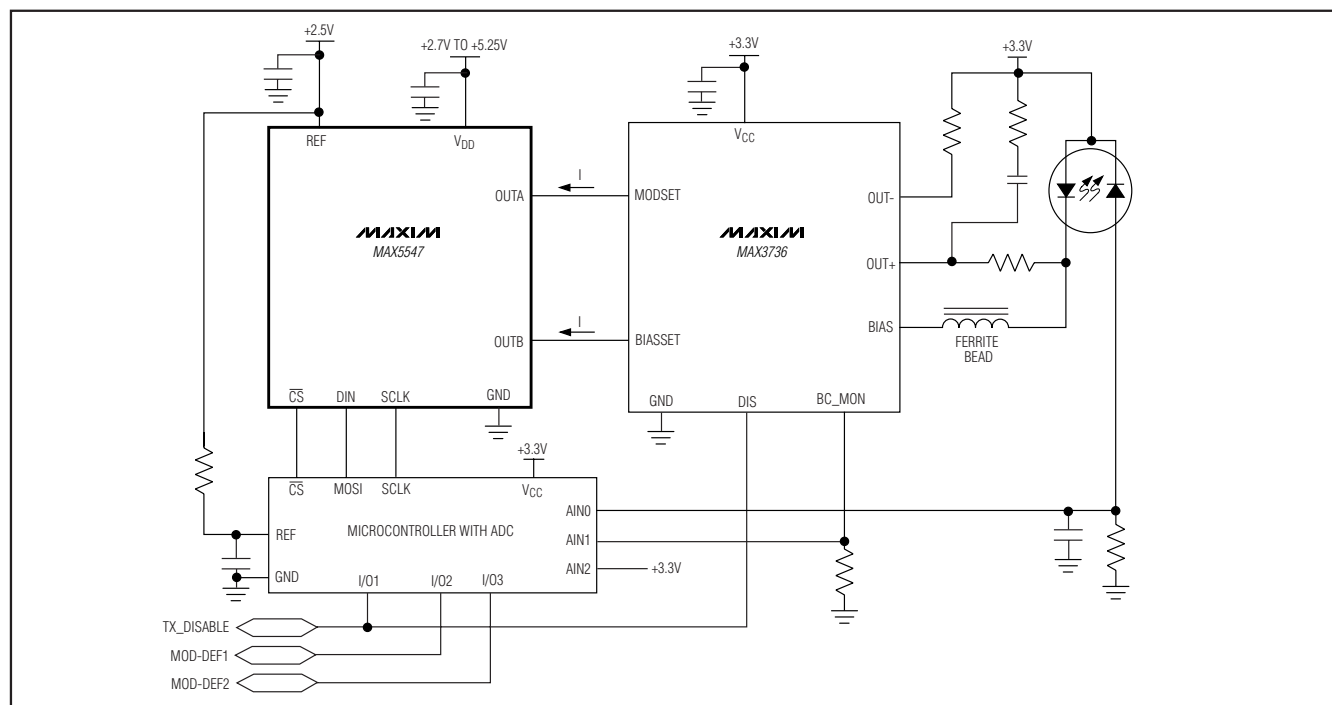 +2.5V
+2.7V TO +5.25V
+3.3V
+3.3V
REF
VDD
VCC
OUTA
I
MODSET
OUT-
MAXIM
MAX5547
MAXIM
MAX3736
OUT+
OUTB
I
BIASSET
BIAS
FERRITE
BEAD
CS
DIN
SCLK
GND
GND
DIS
BC_MON
+3.3V
CS
MOSI
SCLK
VCC
AIN0
REF
MICROCONTROLLER WITH ADC
AIN1
GND
AIN2
+3.3V
I/O1
I/O2
I/O3
TX_DISABLE
MOD-DEF1
MOD-DEF2